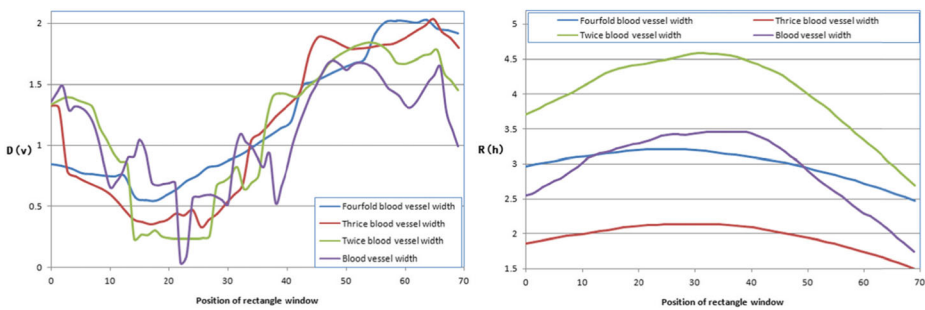 2
1.5
1
0.5
0
D(v)
0 10 20 30 40 50 60 70
Position of rectangle window
Fourfold blood vessel width
Thrice blood vessel width
Twice blood vessel width
Blood vessel width
5
4.5
4
3.5
3
2.5
2
1.5
R(h)
0 10 20 30 40 50 60 70
Position of rectangle window
Fourfold blood vessel width Thrice blood vessel width
Twice blood vessel width Blood vessel width